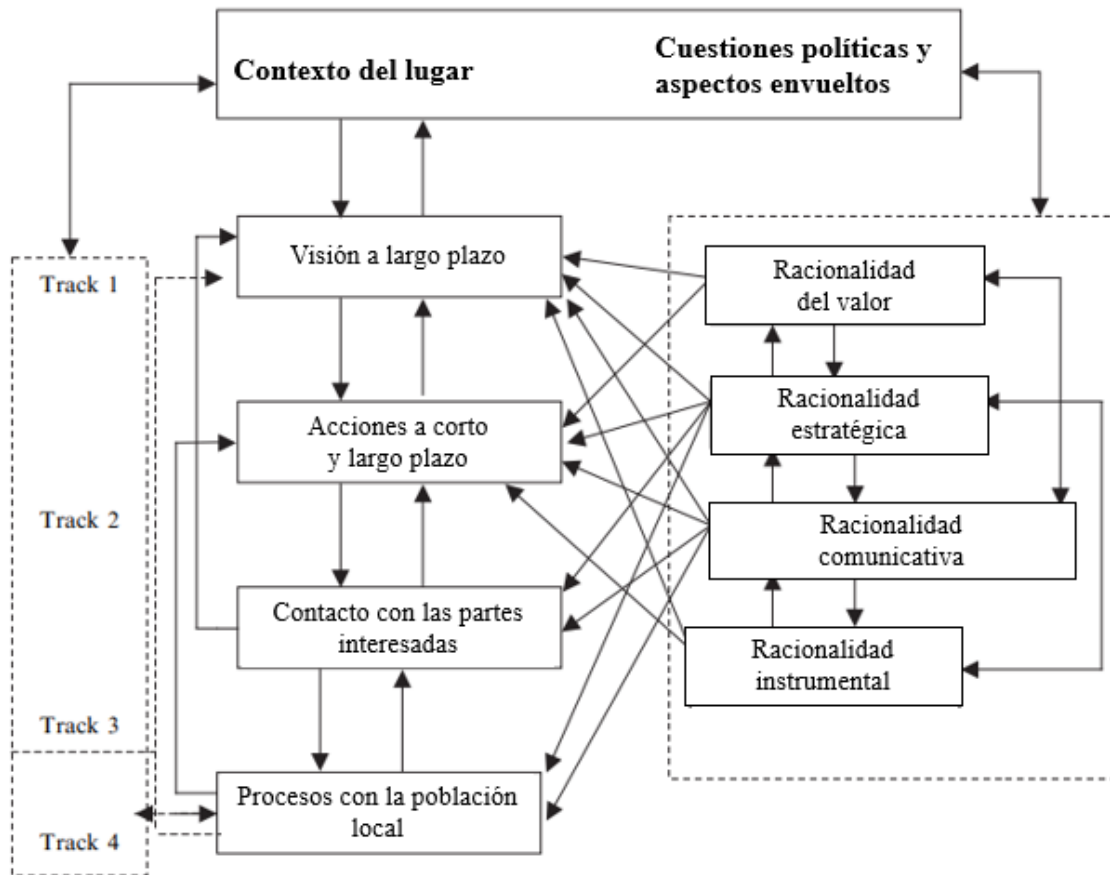 Contexto del lugar
Cuestiones políticas y
aspectos envueltos
Track 1
Visión a largo plazo
Racionalidad
del valor
Acciones a corto
y largo plazo
Racionalidad
estratégica
Track 2
Racionalidad
comunicativa
Contacto con las partes
interesadas
Racionalidad
instrumental
Track 3
Procesos con la población
local
Track 4